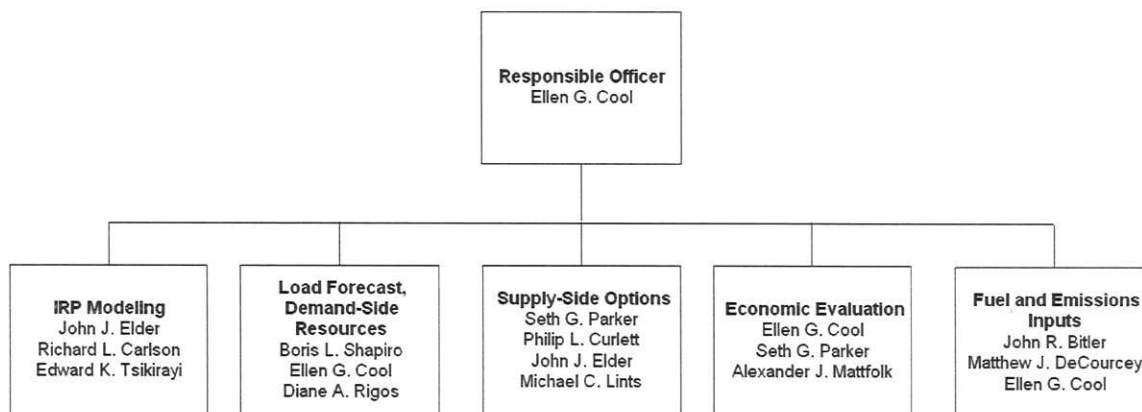 Responsible Officer
Ellen G. Cool
IRP Modeling
John J. Elder
Richard L. Carlson
Edward K. Tsikirayi
Load Forecast,
Demand-Side
Resources
Boris L. Shapiro
Ellen G. Cool
Diane A. Rigos
Supply-Side Options
Seth G. Parker
Philip L. Curlett
John J. Elder
Michael C. Lints
Economic Evaluation
Ellen G. Cool
Seth G. Parker
Alexander J. Mattfolk
Fuel and Emissions
Inputs
John R. Bitler
Matthew J. DeCourcey
Ellen G. Cool